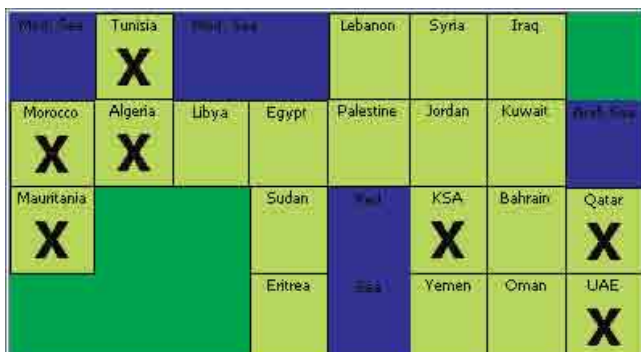 Med. Sea Tunisia Med. Sea Lebanon Syria Iraq
X
Morocco Algeria Libya Egypt Palestine Jordan Kuwait Arab Sea
X X
Mauritania Sudan Red KSA Bahrain Qatar
X X X
Eritrea Sea Yemen Oman UAE
X